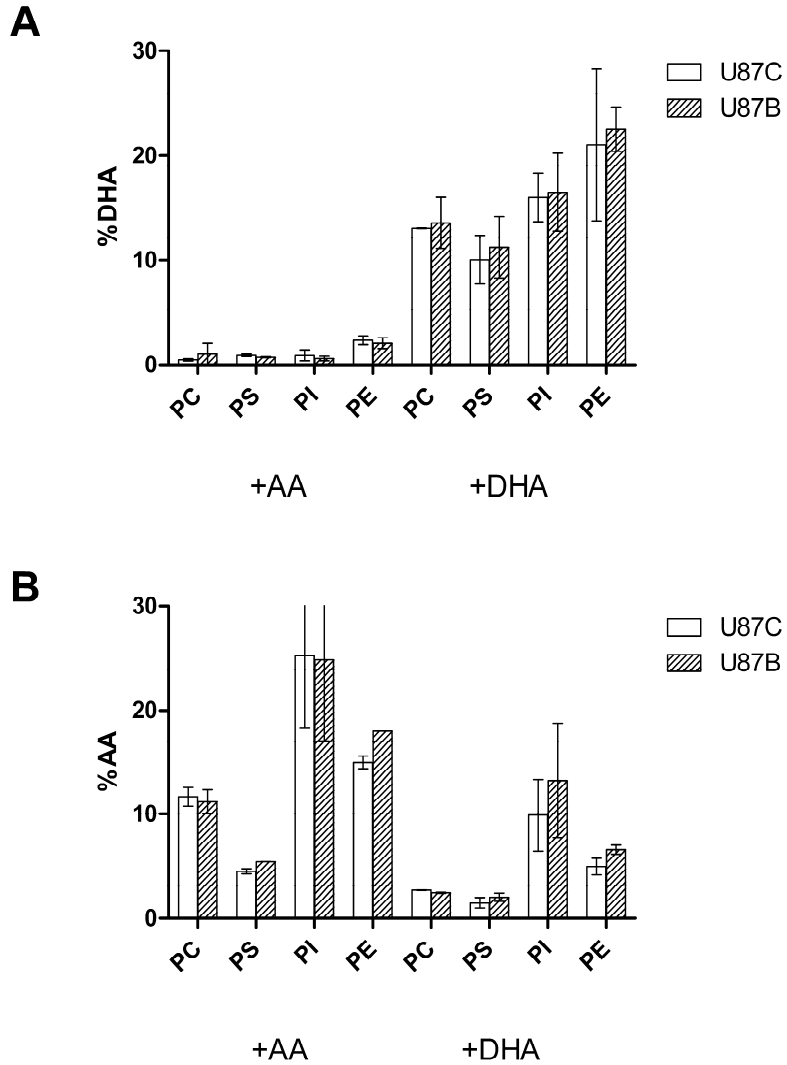 A
30
20
10
0
%DHA
U87C
U87B
PC PS PI PE PC PS PI PE
+AA +DHA
B
30
20
10
0
%AA
U87C
U87B
PC PS PI PE PC PS PI PE
+AA +DHA